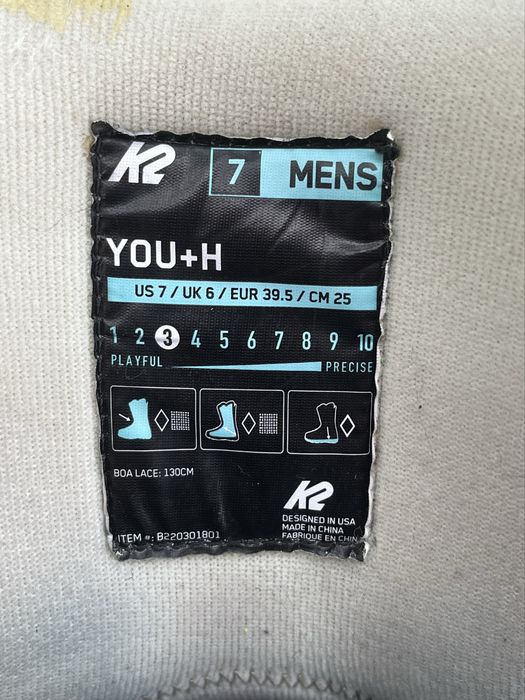 K2 7 MENS
YOU+H
US 7 / UK 6 / EUR 39.5 / CM 25
1 2 3 4 5 6 7 8 9 10
PLAYFUL PRECISE
BOA LACE: 130CM
K2
DESIGNED IN USA
MADE IN CHINA
FABRIQUE EN CHIN
ITEM #: B220301801